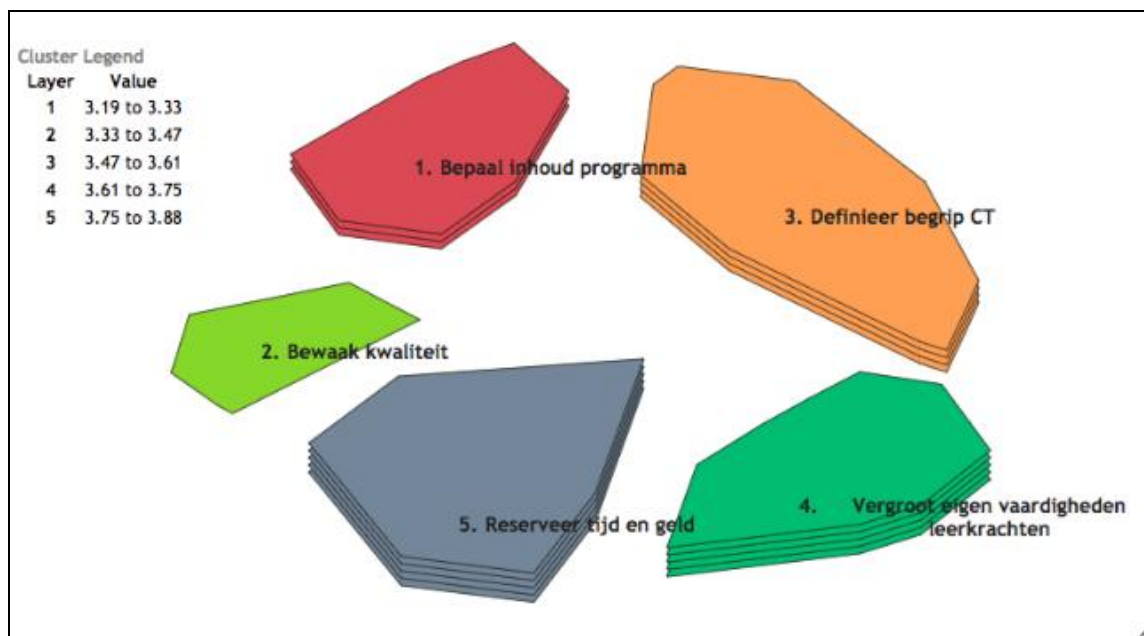 Cluster Legend
Layer Value
1 3.19 to 3.33
2 3.33 to 3.47
3 3.47 to 3.61
4 3.61 to 3.75
5 3.75 to 3.88
1. Bepaal inhoud programma
3. Definieer begrip CT
2. Bewaak kwaliteit
5. Reserveer tijd en geld
4. Vergroot eigen vaardigheden
leerkrachten